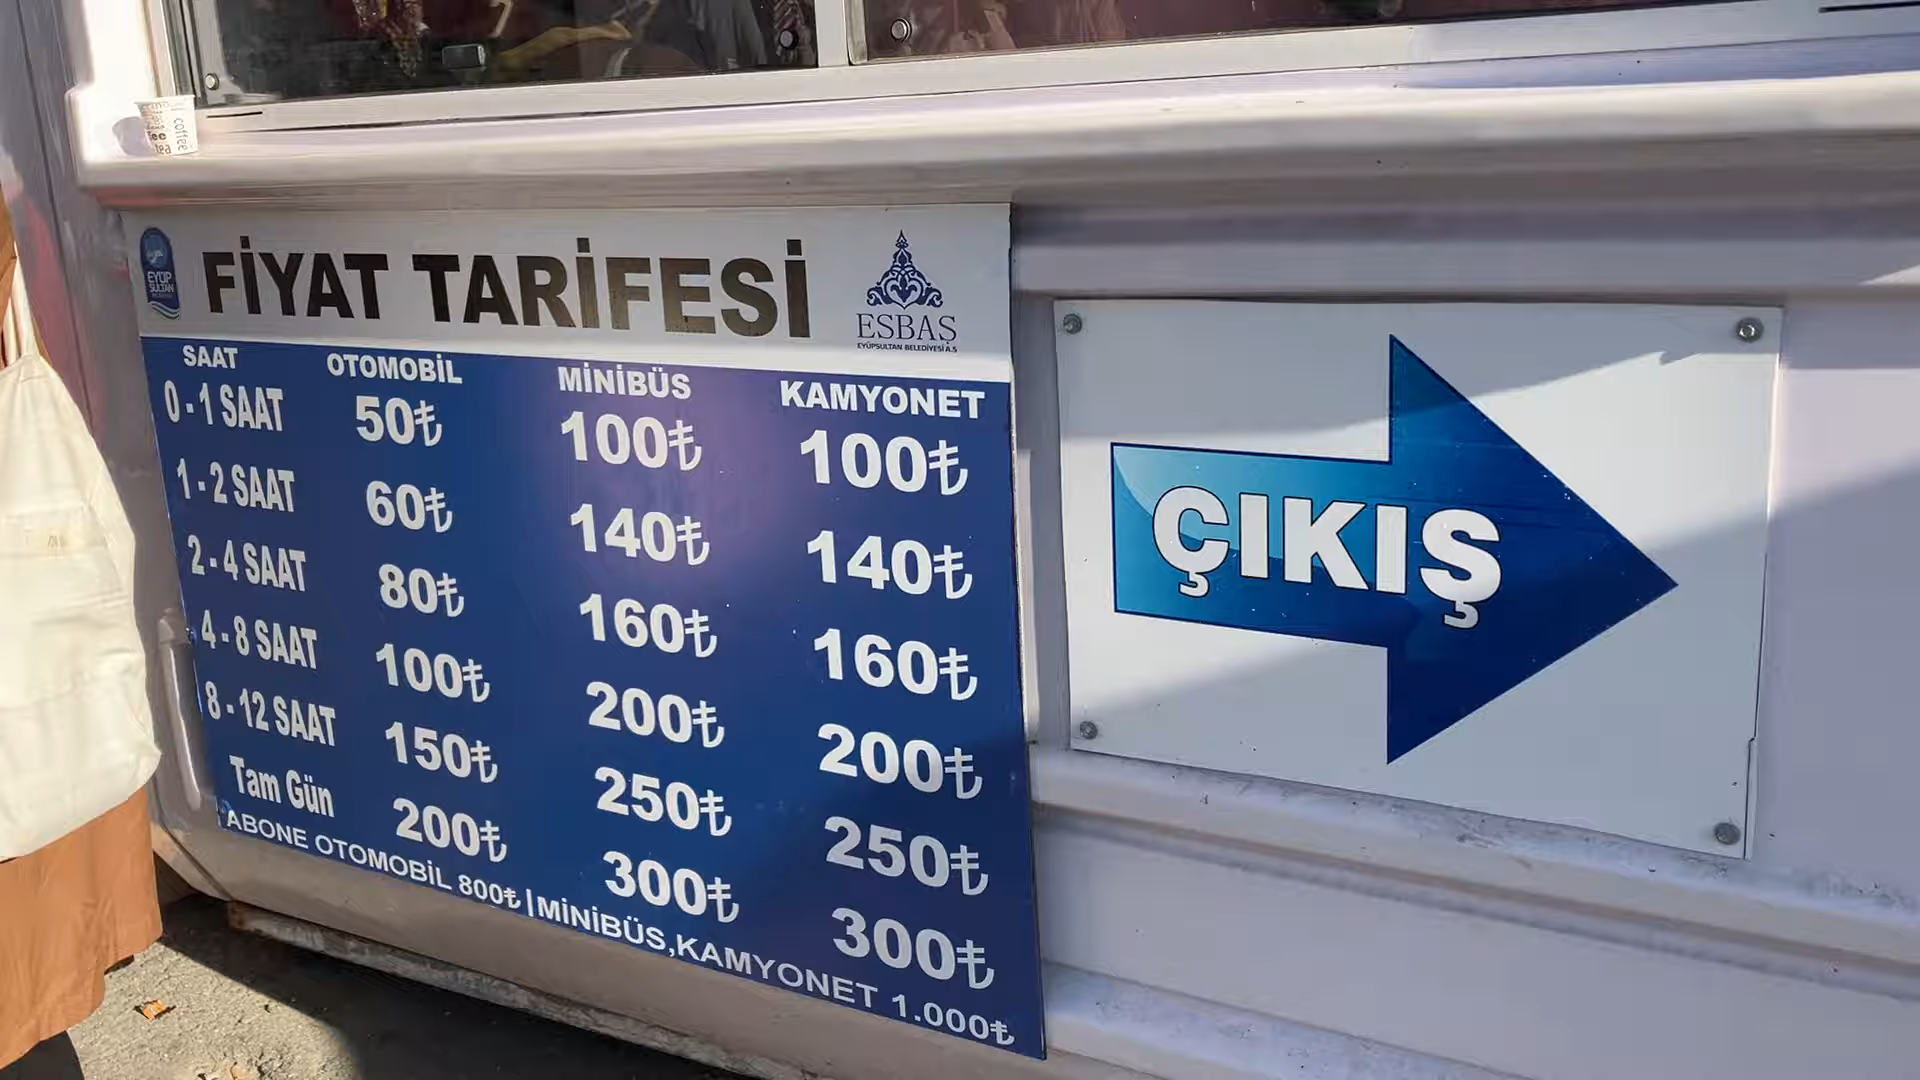 coffee
tea
EYÜP
SULTAN
FİYAT TARİFESİ
ESBAŞ
EYÜPSULTAN BELEDİYESİ A.Ş
SAAT OTOMOBİL MİNİBÜS KAMYONET
0 - 1 SAAT 50₺ 100₺ 100₺
1 - 2 SAAT 60₺ 140₺ 140₺
2 - 4 SAAT 80₺ 160₺ 160₺
4 - 8 SAAT 100₺ 200₺ 200₺
8 - 12 SAAT 150₺ 250₺ 250₺
Tam Gün 200₺ 300₺ 300₺
ABONE OTOMOBİL 800₺ | MİNİBÜS,KAMYONET 1.000₺
ÇIKIŞ